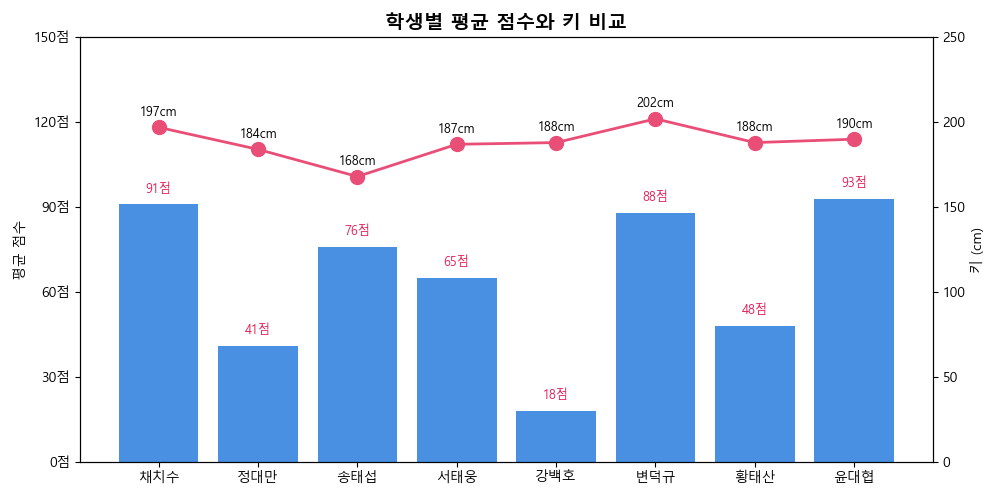 학생별 평균 점수와 키 비교
150점
120점
90점
60점
30점
0점
평균 점수
250
200
150
100
50
0
키 (cm)
197cm
184cm
168cm
187cm
188cm
202cm
188cm
190cm
91점
41점
76점
65점
18점
88점
48점
93점
채치수
정대만
송태섭
서태웅
강백호
변덕규
황태산
윤대협